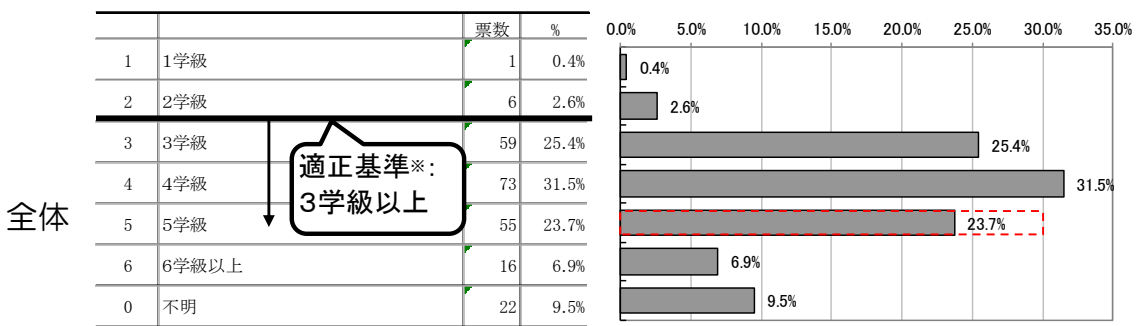 票数 %
1 1学級 1 0.4%
2 2学級 6 2.6%
3 3学級 59 25.4%
4 4学級 73 31.5%
5 5学級 55 23.7%
6 6学級以上 16 6.9%
0 不明 22 9.5%
全体
適正基準※:
3学級以上
0.0% 5.0% 10.0% 15.0% 20.0% 25.0% 30.0% 35.0%
0.4%
2.6%
25.4%
31.5%
23.7%
6.9%
9.5%